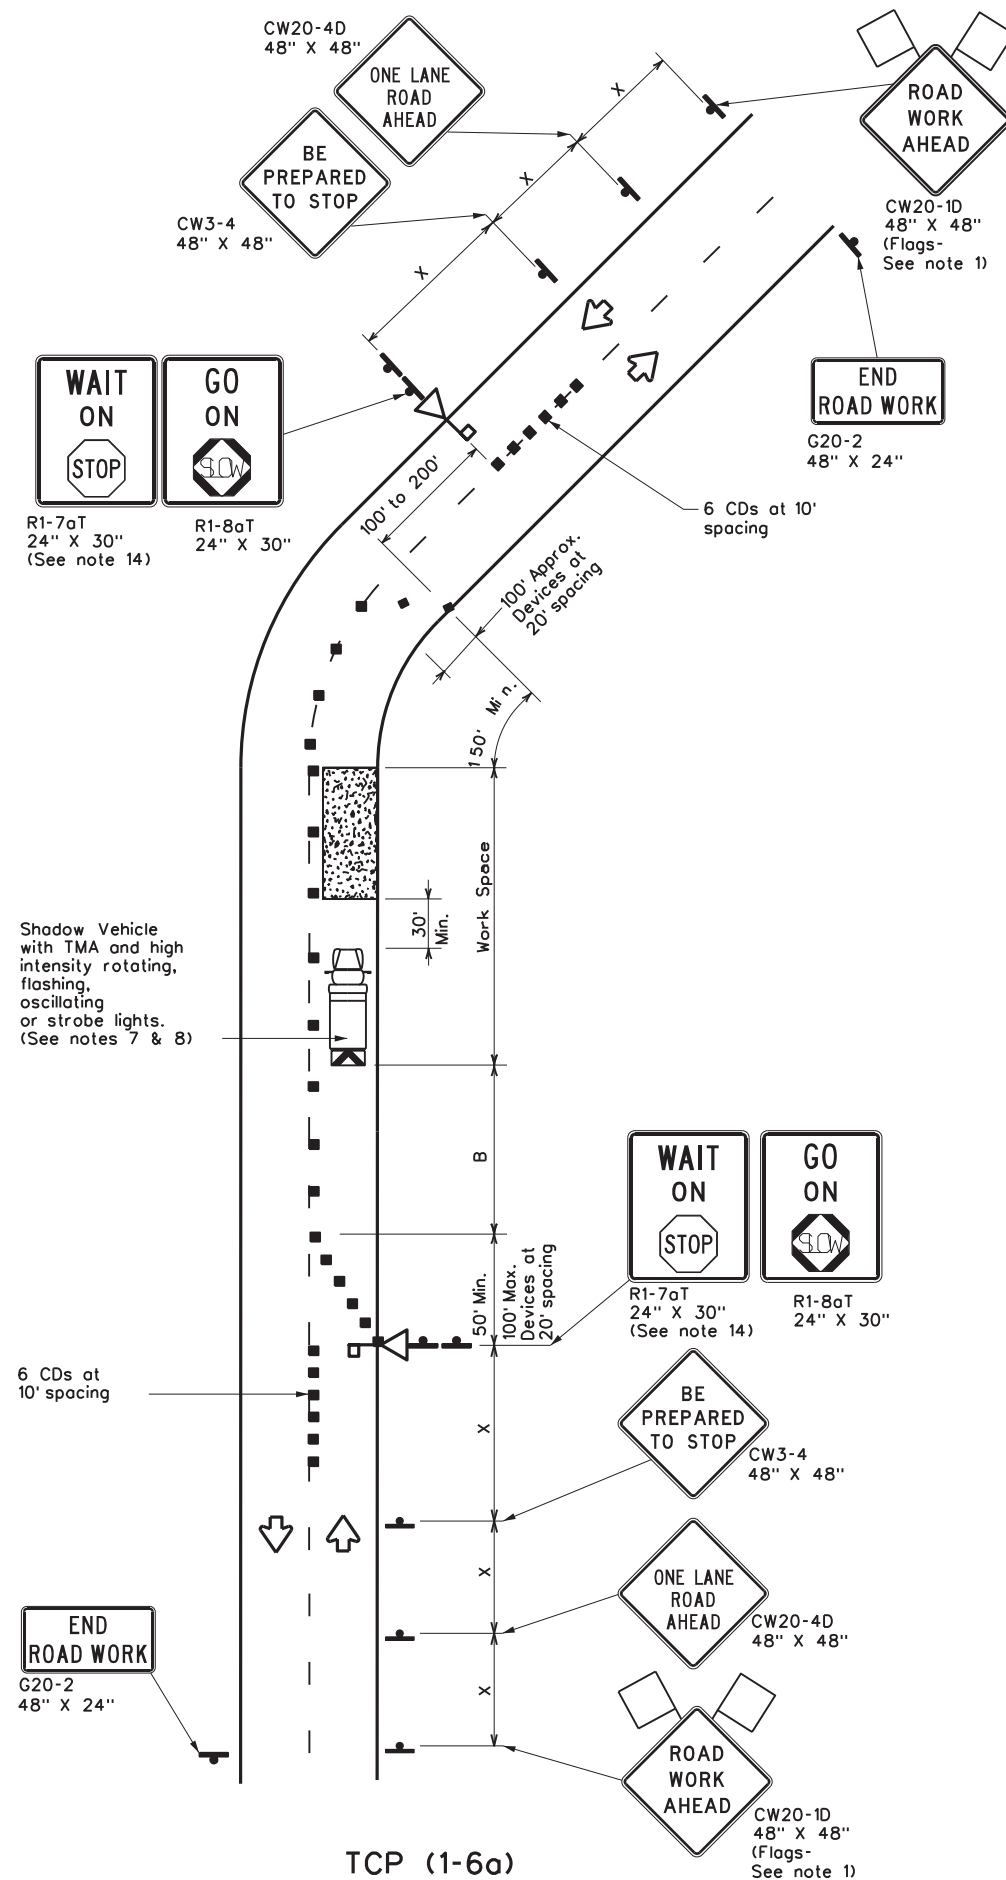 CW20-4D
48" X 48"
ONE LANE
ROAD
AHEAD
BE
PREPARED
TO STOP
CW3-4
48" X 48"
X
X
X
ROAD
WORK
AHEAD
CW20-1D
48" X 48"
(Flags-
See note 1)
WAIT
ON
STOP
GO
ON
SLOW
R1-7aT
24" X 30"
(See note 14)
R1-8aT
24" X 30"
END
ROAD WORK
G20-2
48" X 24"
100' to 200'
6 CDs at 10'
spacing
100' Approx.
Devices at
20' spacing
150' Min.
Work Space
30'
Min.
Shadow Vehicle
with TMA and high
intensity rotating,
flashing,
oscillating
or strobe lights.
(See notes 7 & 8)
B
50' Min.
100' Max.
Devices at
20' spacing
WAIT
ON
STOP
GO
ON
SLOW
R1-7aT
24" X 30"
(See note 14)
R1-8aT
24" X 30"
6 CDs at
10' spacing
X
BE
PREPARED
TO STOP
CW3-4
48" X 48"
X
ONE LANE
ROAD
AHEAD
CW20-4D
48" X 48"
END
ROAD WORK
G20-2
48" X 24"
X
ROAD
WORK
AHEAD
CW20-1D
48" X 48"
(Flags-
See note 1)
TCP (1-6a)